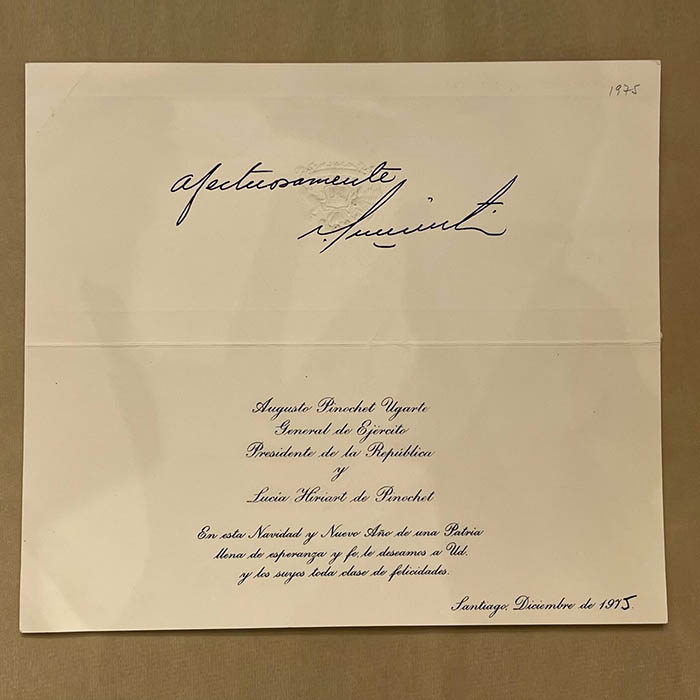 1975
afectuosamente
Augusto Pinochet Ugarte
General de Ejército
Presidente de la República
y
Lucía Hiriart de Pinochet
En esta Navidad y Nuevo Año de una Patria
llena de esperanza y fe, le deseamos a Ud.
y los suyos toda clase de felicidades.
Santiago, Diciembre de 1975.